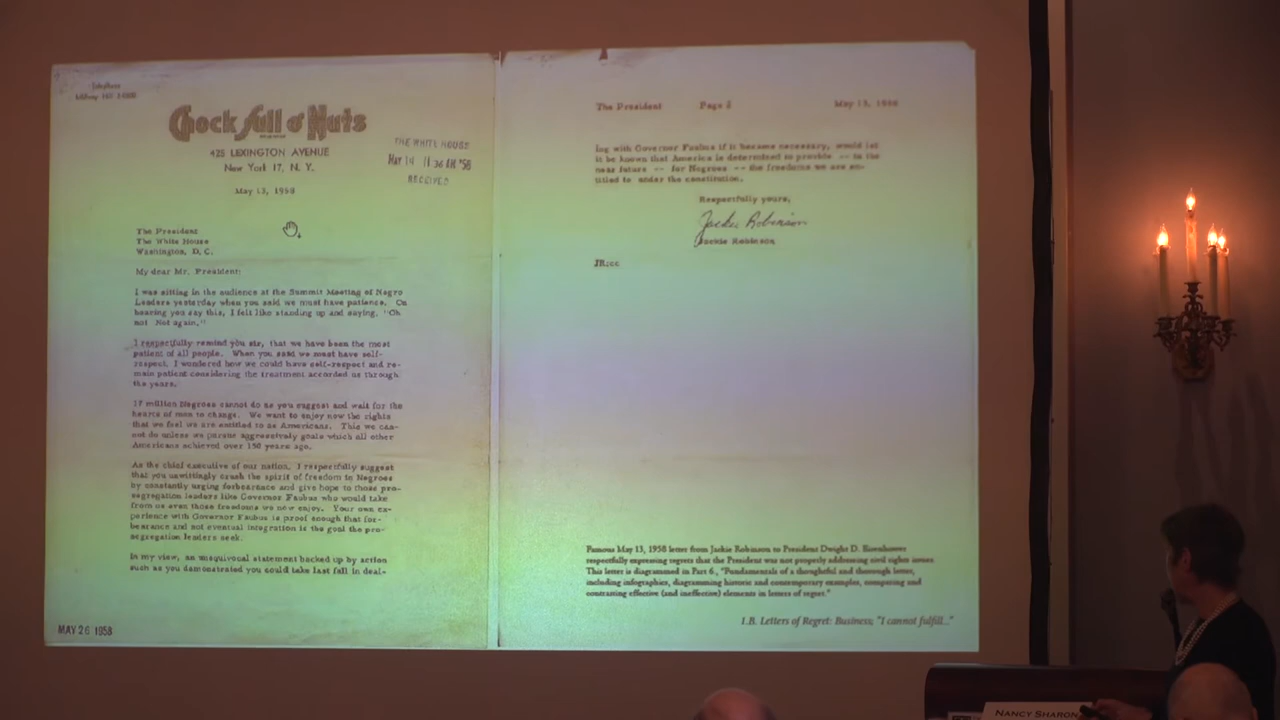 Telephone
Chock full o' Nuts
425 LEXINGTON AVENUE
New York 17, N. Y.
May 13, 1958
THE WHITE HOUSE
MAY 14 11 36 AM '58
RECEIVED
The President
The White House
Washington, D. C.
My dear Mr. President:
I was sitting in the audience at the Summit Meeting of Negro
Leaders yesterday when you said we must have patience. On
hearing you say this, I felt like standing up and saying, "Oh
no! Not again."
I respectfully remind you sir, that we have been the most
patient of all people. When you said we must have self-
respect, I wondered how we could have self-respect and re-
main patient considering the treatment accorded us through
the years.
17 million Negroes cannot do as you suggest and wait for the
hearts of men to change. We want to enjoy now the rights
that we feel we are entitled to as Americans. This we can-
not do unless we pursue aggressively goals which all other
Americans achieved over 150 years ago.
As the chief executive of our nation, I respectfully suggest
that you unwittingly crush the spirit of freedom in Negroes
by constantly urging forbearance and give hope to those pro-
segregation leaders like Governor Faubus who would take
from us even those freedoms we now enjoy. Your own ex-
perience with Governor Faubus is proof enough that for-
bearance and not eventual integration is the goal the pro-
segregation leaders seek.
In my view, an unequivocal statement backed up by action
such as you demonstrated you could take last fall in deal-
MAY 26 1958
The President Page 2 May 13, 1958
ing with Governor Faubus if it became necessary, would let
it be known that America is determined to provide -- in the
near future -- for Negroes -- the freedoms we are en-
titled to under the constitution.
Respectfully yours,
Jackie Robinson
Jackie Robinson
JR:cc
Famous May 13, 1958 letter from Jackie Robinson to President Dwight D. Eisenhower
respectfully expressing regrets that the President was not properly addressing civil rights issues.
This letter is diagrammed in Part 6., "Fundamentals of a thoughtful and thorough letter,
including infographics, diagramming historic and contemporary examples, comparing and
contrasting effective (and ineffective) elements in letters of regret."
1.B. Letters of Regret: Business, "I cannot fulfill..."
NANCY SHARON